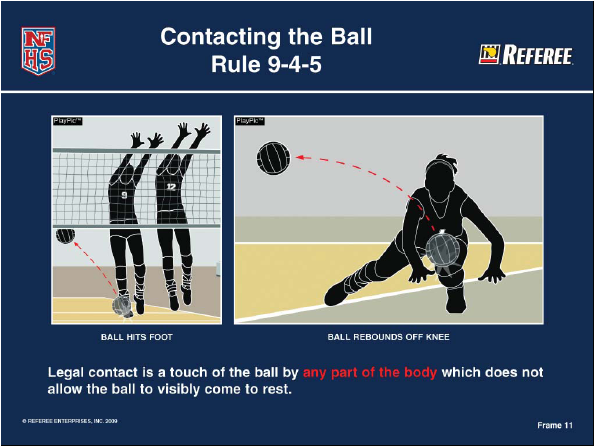 NF
HS
Contacting the Ball
Rule 9-4-5
REFEREE
PlayPic™
PlayPic™
9
12
BALL HITS FOOT
BALL REBOUNDS OFF KNEE
Legal contact is a touch of the ball by any part of the body which does not
allow the ball to visibly come to rest.
© REFEREE ENTERPRISES, INC. 2009
Frame 11